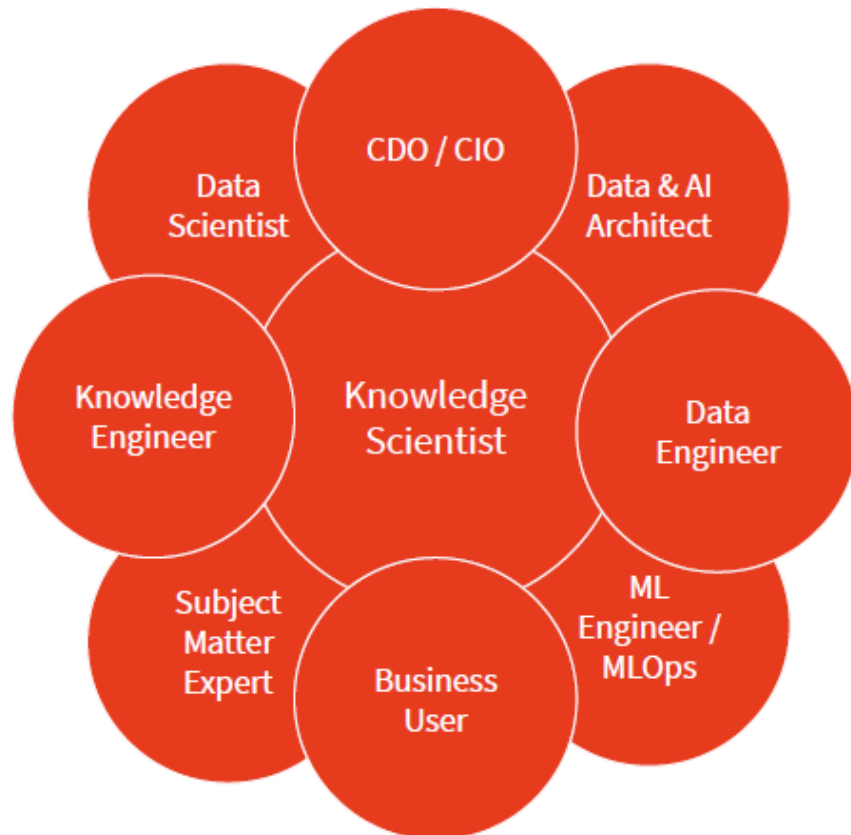 CDO / CIO
Data
Scientist
Data & AI
Architect
Knowledge
Engineer
Knowledge
Scientist
Data
Engineer
Subject
Matter
Expert
Business
User
ML
Engineer /
MLOps